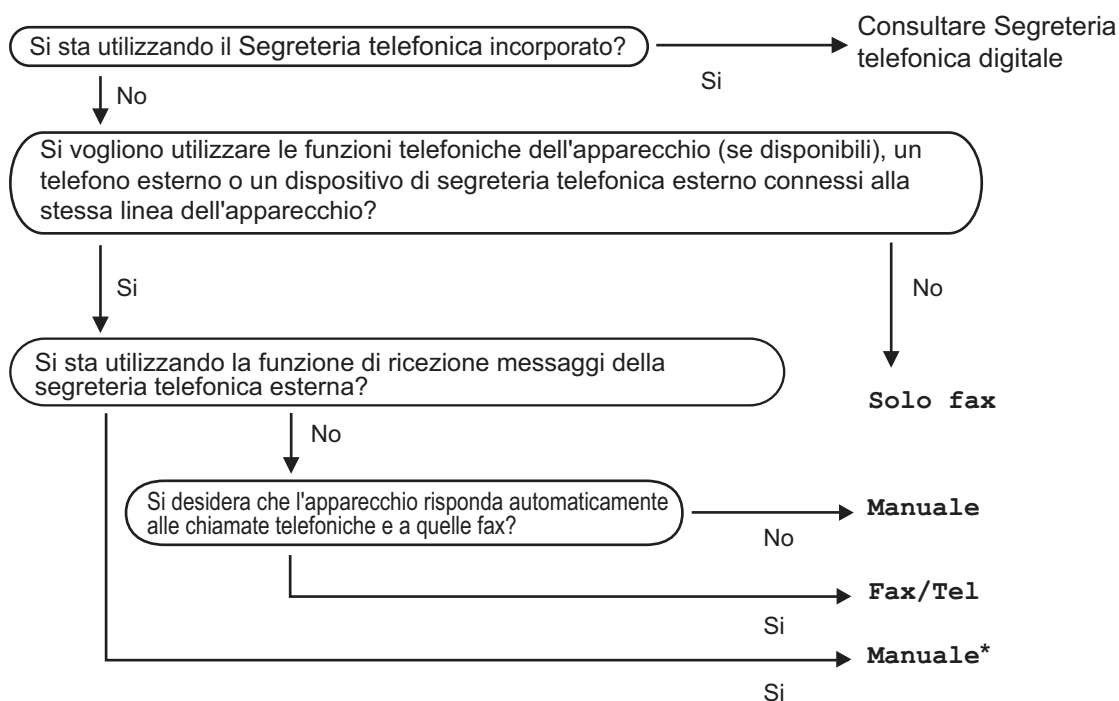 Si sta utilizzando il Segreteria telefonica incorporato?
Consultare Segreteria
telefonica digitale
Si
No
Si vogliono utilizzare le funzioni telefoniche dell'apparecchio (se disponibili), un
telefono esterno o un dispositivo di segreteria telefonica esterno connessi alla
stessa linea dell'apparecchio?
Si
No
Si sta utilizzando la funzione di ricezione messaggi della
segreteria telefonica esterna?
Solo fax
No
Si desidera che l'apparecchio risponda automaticamente
alle chiamate telefoniche e a quelle fax?
Manuale
No
Fax/Tel
Si
Manuale*
Si